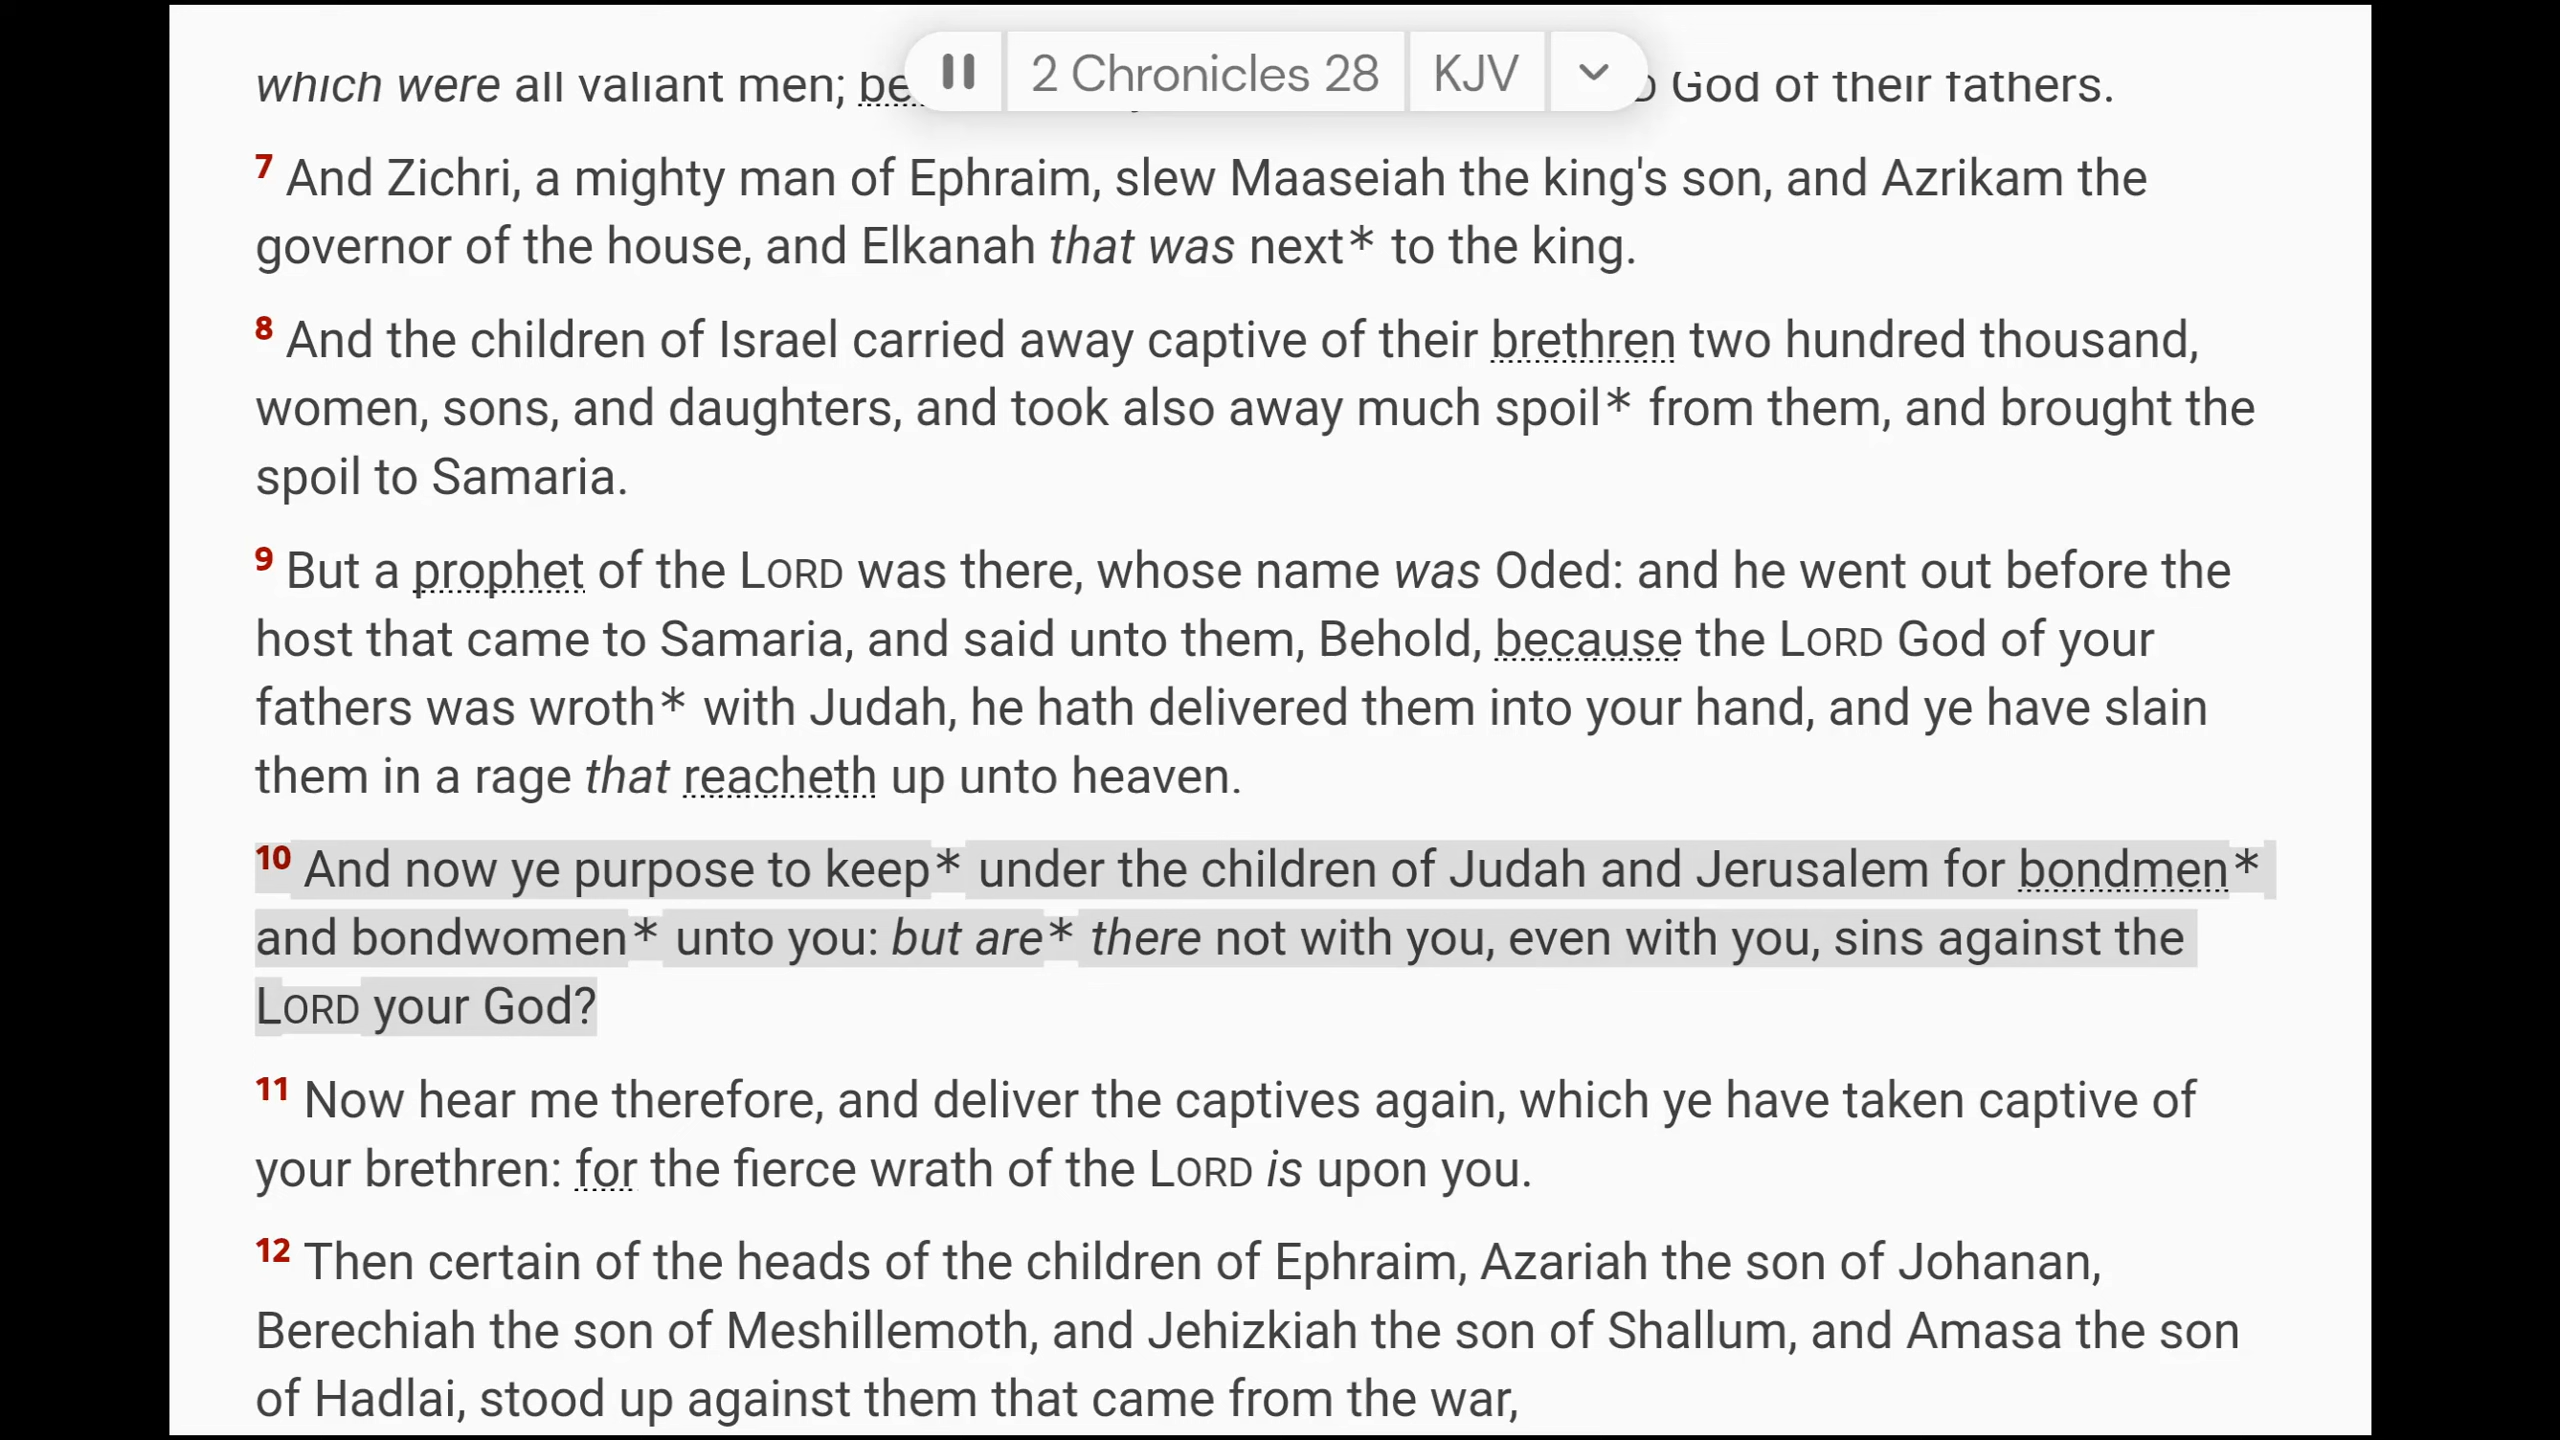 which were all valiant men; God of their fathers.
2 Chronicles 28 KJV
7 And Zichri, a mighty man of Ephraim, slew Maaseiah the king's son, and Azrikam the
governor of the house, and Elkanah that was next* to the king.
8 And the children of Israel carried away captive of their brethren two hundred thousand,
women, sons, and daughters, and took also away much spoil* from them, and brought the
spoil to Samaria.
9 But a prophet of the LORD was there, whose name was Oded: and he went out before the
host that came to Samaria, and said unto them, Behold, because the LORD God of your
fathers was wroth* with Judah, he hath delivered them into your hand, and ye have slain
them in a rage that reacheth up unto heaven.
10 And now ye purpose to keep* under the children of Judah and Jerusalem for bondmen*
and bondwomen* unto you: but are* there not with you, even with you, sins against the
LORD your God?
11 Now hear me therefore, and deliver the captives again, which ye have taken captive of
your brethren: for the fierce wrath of the LORD is upon you.
12 Then certain of the heads of the children of Ephraim, Azariah the son of Johanan,
Berechiah the son of Meshillemoth, and Jehizkiah the son of Shallum, and Amasa the son
of Hadlai, stood up against them that came from the war,